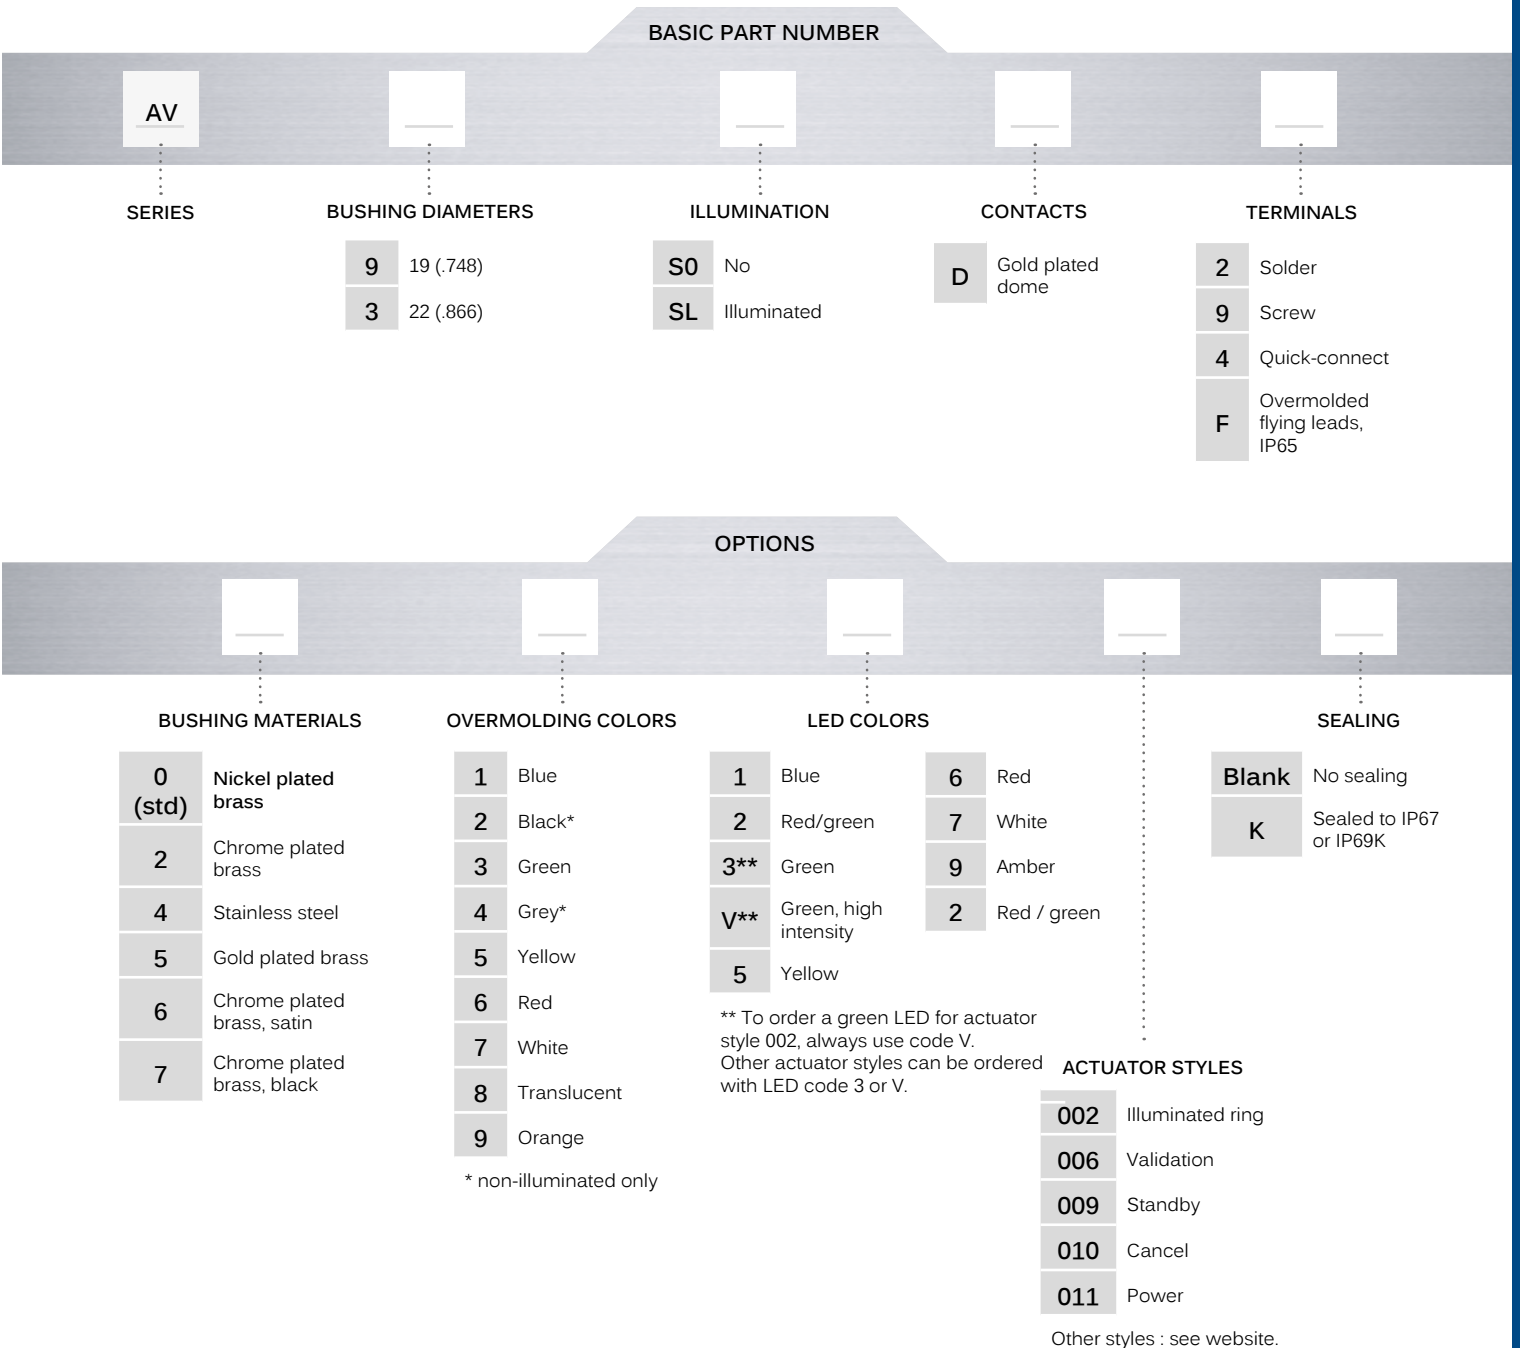 BASIC PART NUMBER
AV
SERIES
BUSHING DIAMETERS
9 19 (.748)
3 22 (.866)
ILLUMINATION
S0 No
SL Illuminated
CONTACTS
D Gold plated
dome
TERMINALS
2 Solder
9 Screw
4 Quick-connect
F Overmolded
flying leads,
IP65
OPTIONS
BUSHING MATERIALS
0
(std)
Nickel plated
brass
2 Chrome plated
brass
4 Stainless steel
5 Gold plated brass
6 Chrome plated
brass, satin
7 Chrome plated
brass, black
OVERMOLDING COLORS
1 Blue
2 Black*
3 Green
4 Grey*
5 Yellow
6 Red
7 White
8 Translucent
9 Orange
* non-illuminated only
LED COLORS
1 Blue
2 Red/green
3** Green
V** Green, high
intensity
5 Yellow
6 Red
7 White
9 Amber
2 Red / green
** To order a green LED for actuator
style 002, always use code V.
Other actuator styles can be ordered
with LED code 3 or V.
ACTUATOR STYLES
002 Illuminated ring
006 Validation
009 Standby
010 Cancel
011 Power
Other styles : see website.
SEALING
Blank No sealing
K Sealed to IP67
or IP69K